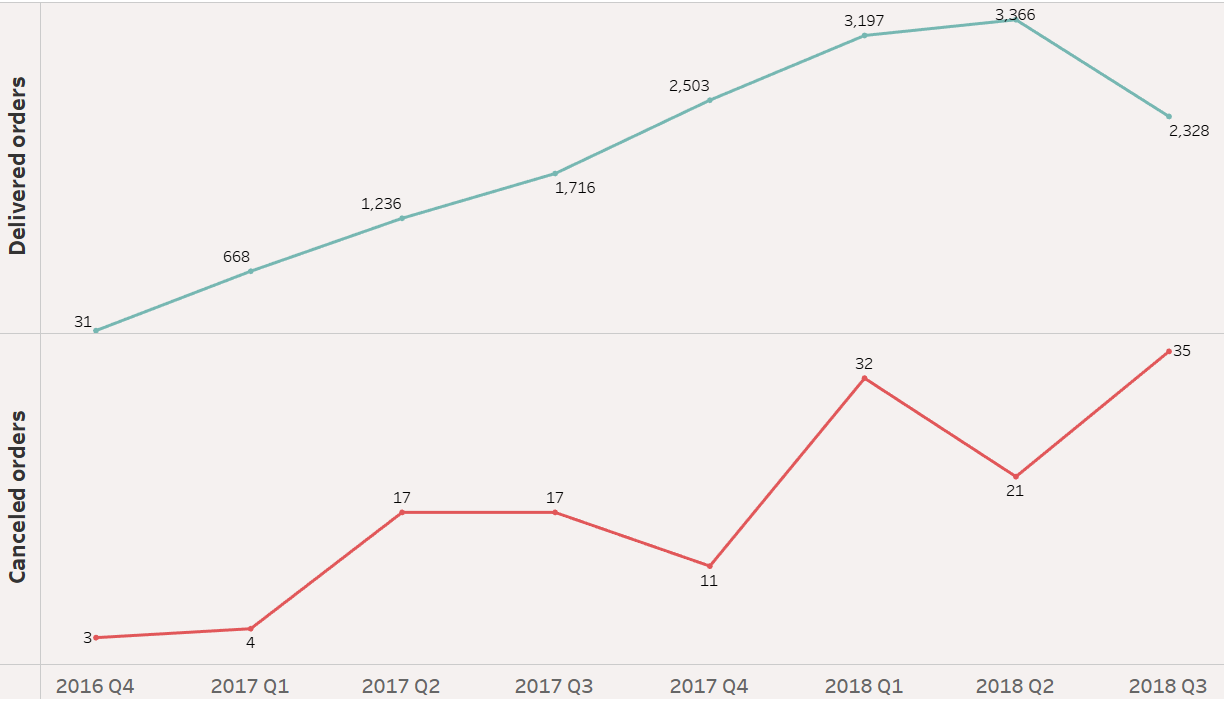 Delivered orders
31
668
1,236
1,716
2,503
3,197
3,366
2,328
Canceled orders
3
4
17
17
11
32
21
35
2016 Q4
2017 Q1
2017 Q2
2017 Q3
2017 Q4
2018 Q1
2018 Q2
2018 Q3